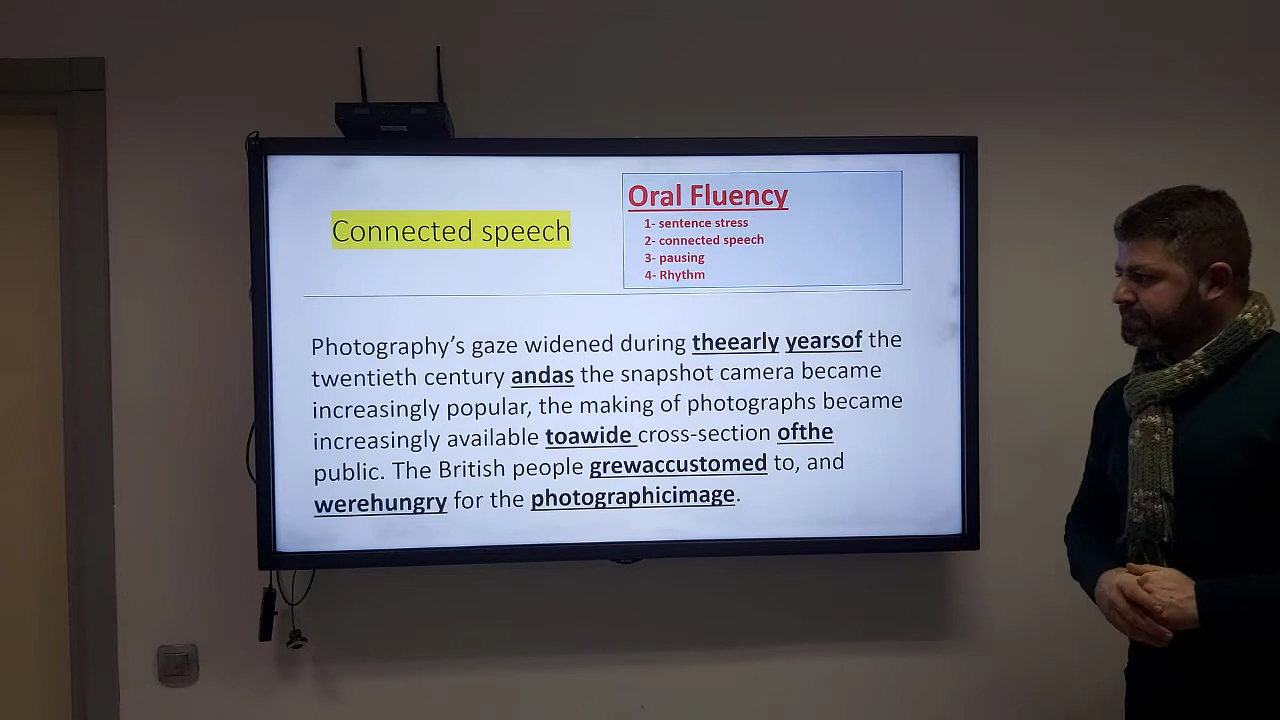 Connected speech
Oral Fluency
1- sentence stress
2- connected speech
3- pausing
4- Rhythm
Photography's gaze widened during theearly yearsof the
twentieth century andas the snapshot camera became
increasingly popular, the making of photographs became
increasingly available toawide cross-section ofthe
public. The British people grewaccustomed to, and
werehungry for the photographicimage.